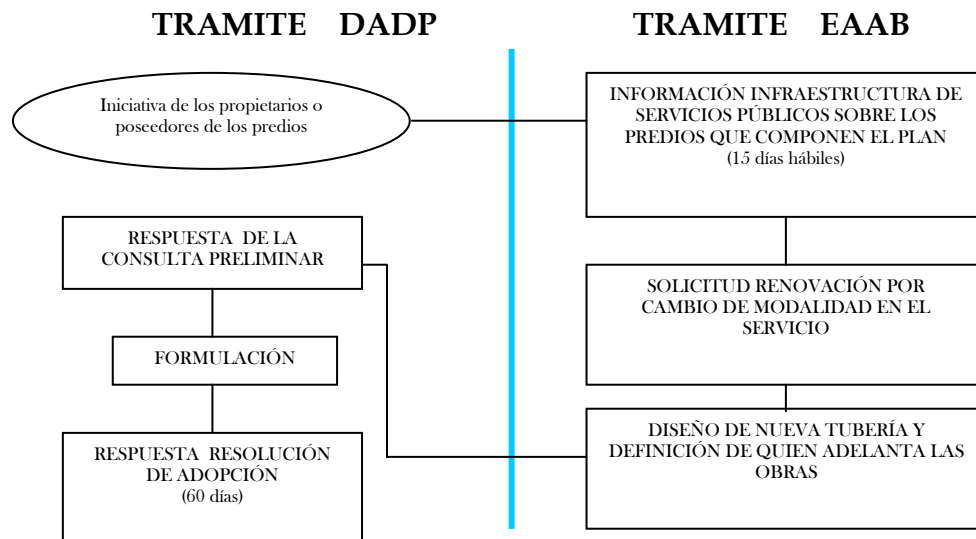 TRAMITE DADP
TRAMITE EAAB
Iniciativa de los propietarios o
poseedores de los predios
INFORMACIÓN INFRAESTRUCTURA DE
SERVICIOS PÚBLICOS SOBRE LOS
PREDIOS QUE COMPONEN EL PLAN
(15 días hábiles)
RESPUESTA DE LA
CONSULTA PRELIMINAR
SOLICITUD RENOVACIÓN POR
CAMBIO DE MODALIDAD EN EL
SERVICIO
FORMULACIÓN
RESPUESTA RESOLUCIÓN
DE ADOPCIÓN
(60 días)
DISEÑO DE NUEVA TUBERÍA Y
DEFINICIÓN DE QUIEN ADELANTA LAS
OBRAS